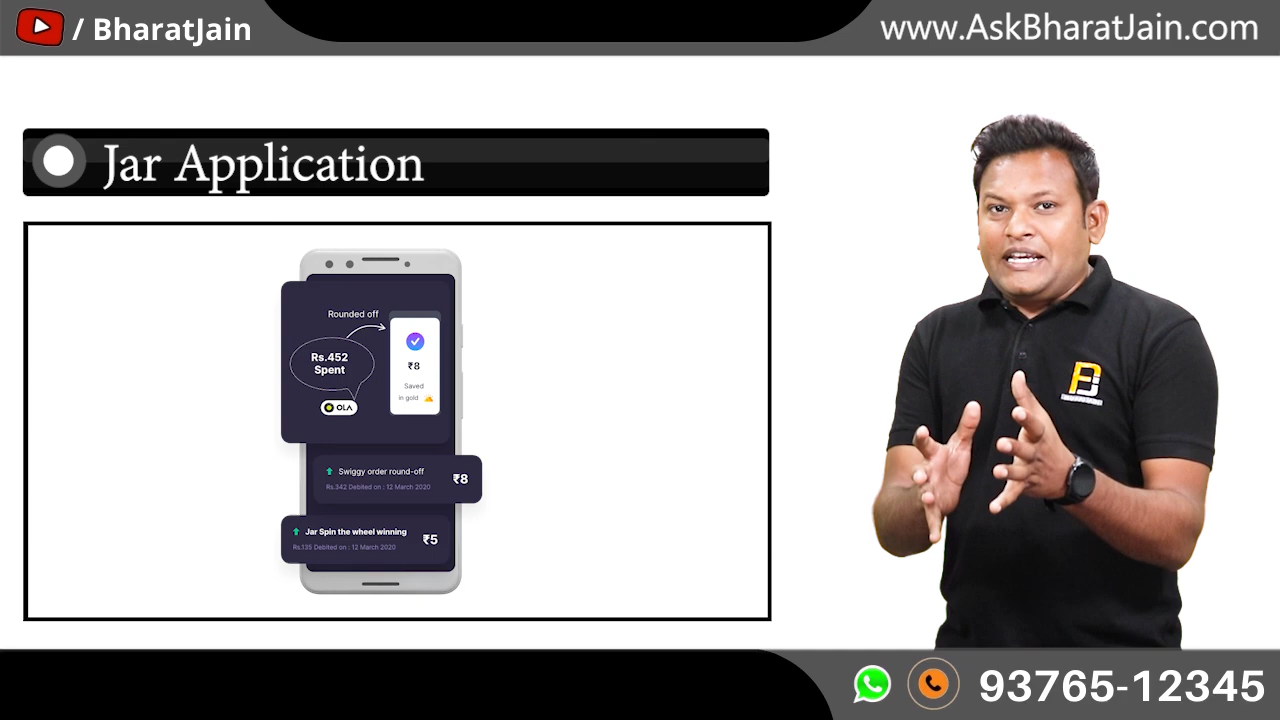 / BharatJain
www.AskBharatJain.com
Jar Application
Rounded off
Rs.452
Spent
OLA
₹8
Saved
in gold
Swiggy order round-off
Rs.342 Debited on : 12 March 2020
₹8
Jar Spin the wheel winning
Rs.135 Debited on : 12 March 2020
₹5
93765-12345